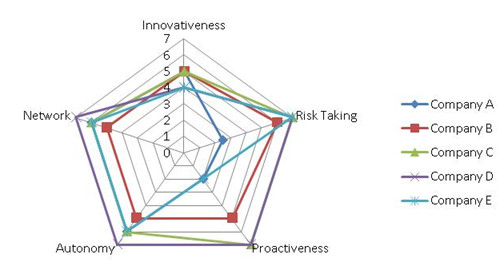 Innovativeness
7
6
5
4
3
2
1
0
Network
Risk Taking
Autonomy
Proactiveness
Company A
Company B
Company C
Company D
Company E